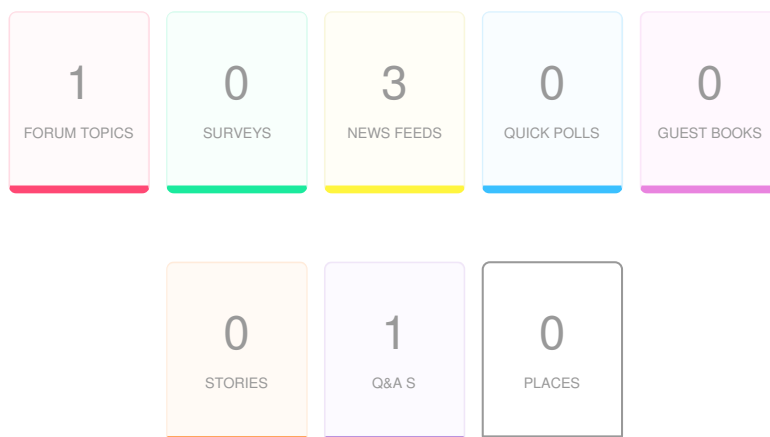 1 0 3 0 0
FORUM TOPICS SURVEYS NEWS FEEDS QUICK POLLS GUEST BOOKS
0 1 0
STORIES Q&A S PLACES